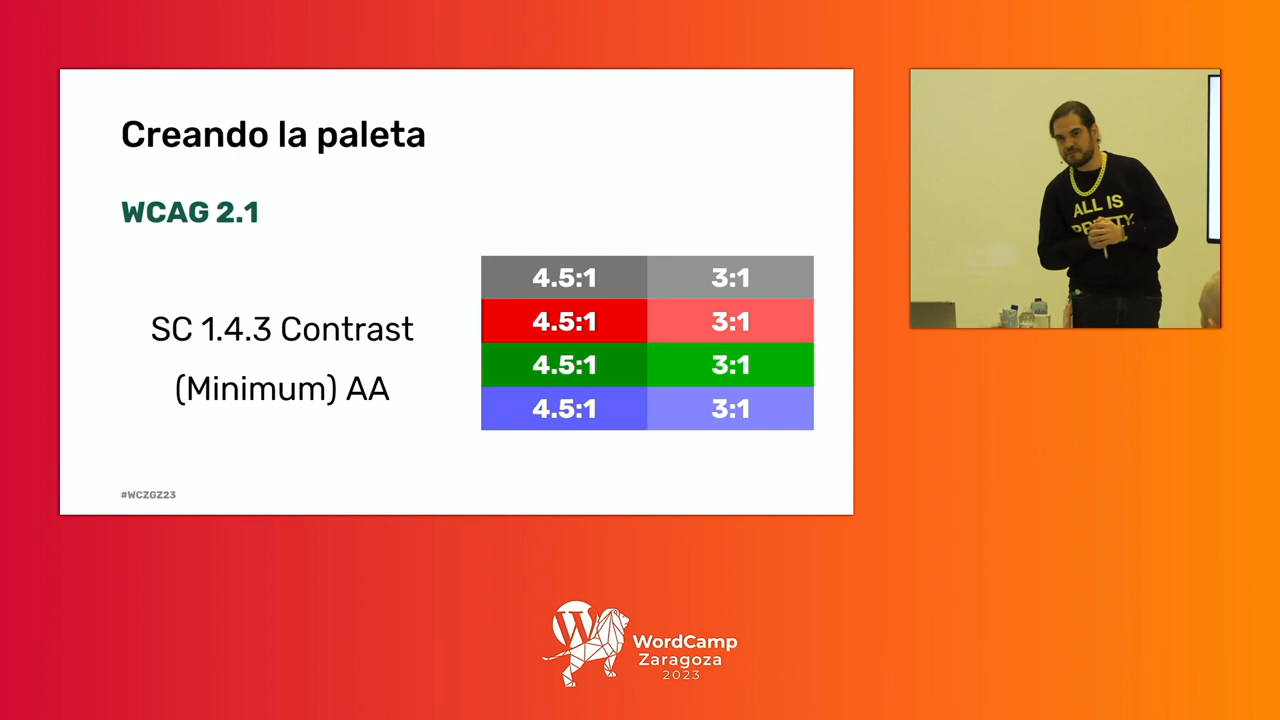 Creando la paleta
WCAG 2.1
SC 1.4.3 Contrast
(Minimum) AA
4.5:1 3:1
4.5:1 3:1
4.5:1 3:1
4.5:1 3:1
#WCZGZ23
ALL IS
WordCamp
Zaragoza
2023